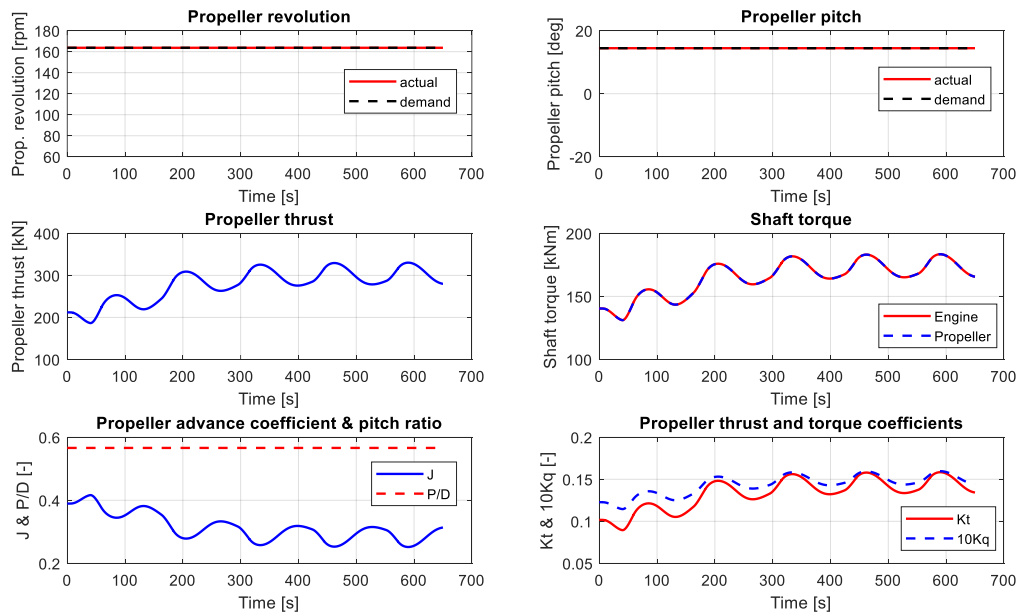 Propeller revolution
Prop. revolution [rpm]
180
160
140
120
100
80
60
actual
demand
0 100 200 300 400 500 600 700
Time [s]
Propeller pitch
Propeller pitch [deg]
20
0
-20
actual
demand
0 100 200 300 400 500 600 700
Time [s]
Propeller thrust
Propeller thrust [kN]
400
300
200
100
0 100 200 300 400 500 600 700
Time [s]
Shaft torque
Shaft torque [kNm]
200
150
100
Engine
Propeller
0 100 200 300 400 500 600 700
Time [s]
Propeller advance coefficient & pitch ratio
J & P/D [-]
0.6
0.4
0.2
J
P/D
0 100 200 300 400 500 600 700
Time [s]
Propeller thrust and torque coefficients
Kt & 10Kq [-]
0.2
0.15
0.1
0.05
Kt
10Kq
0 100 200 300 400 500 600 700
Time [s]